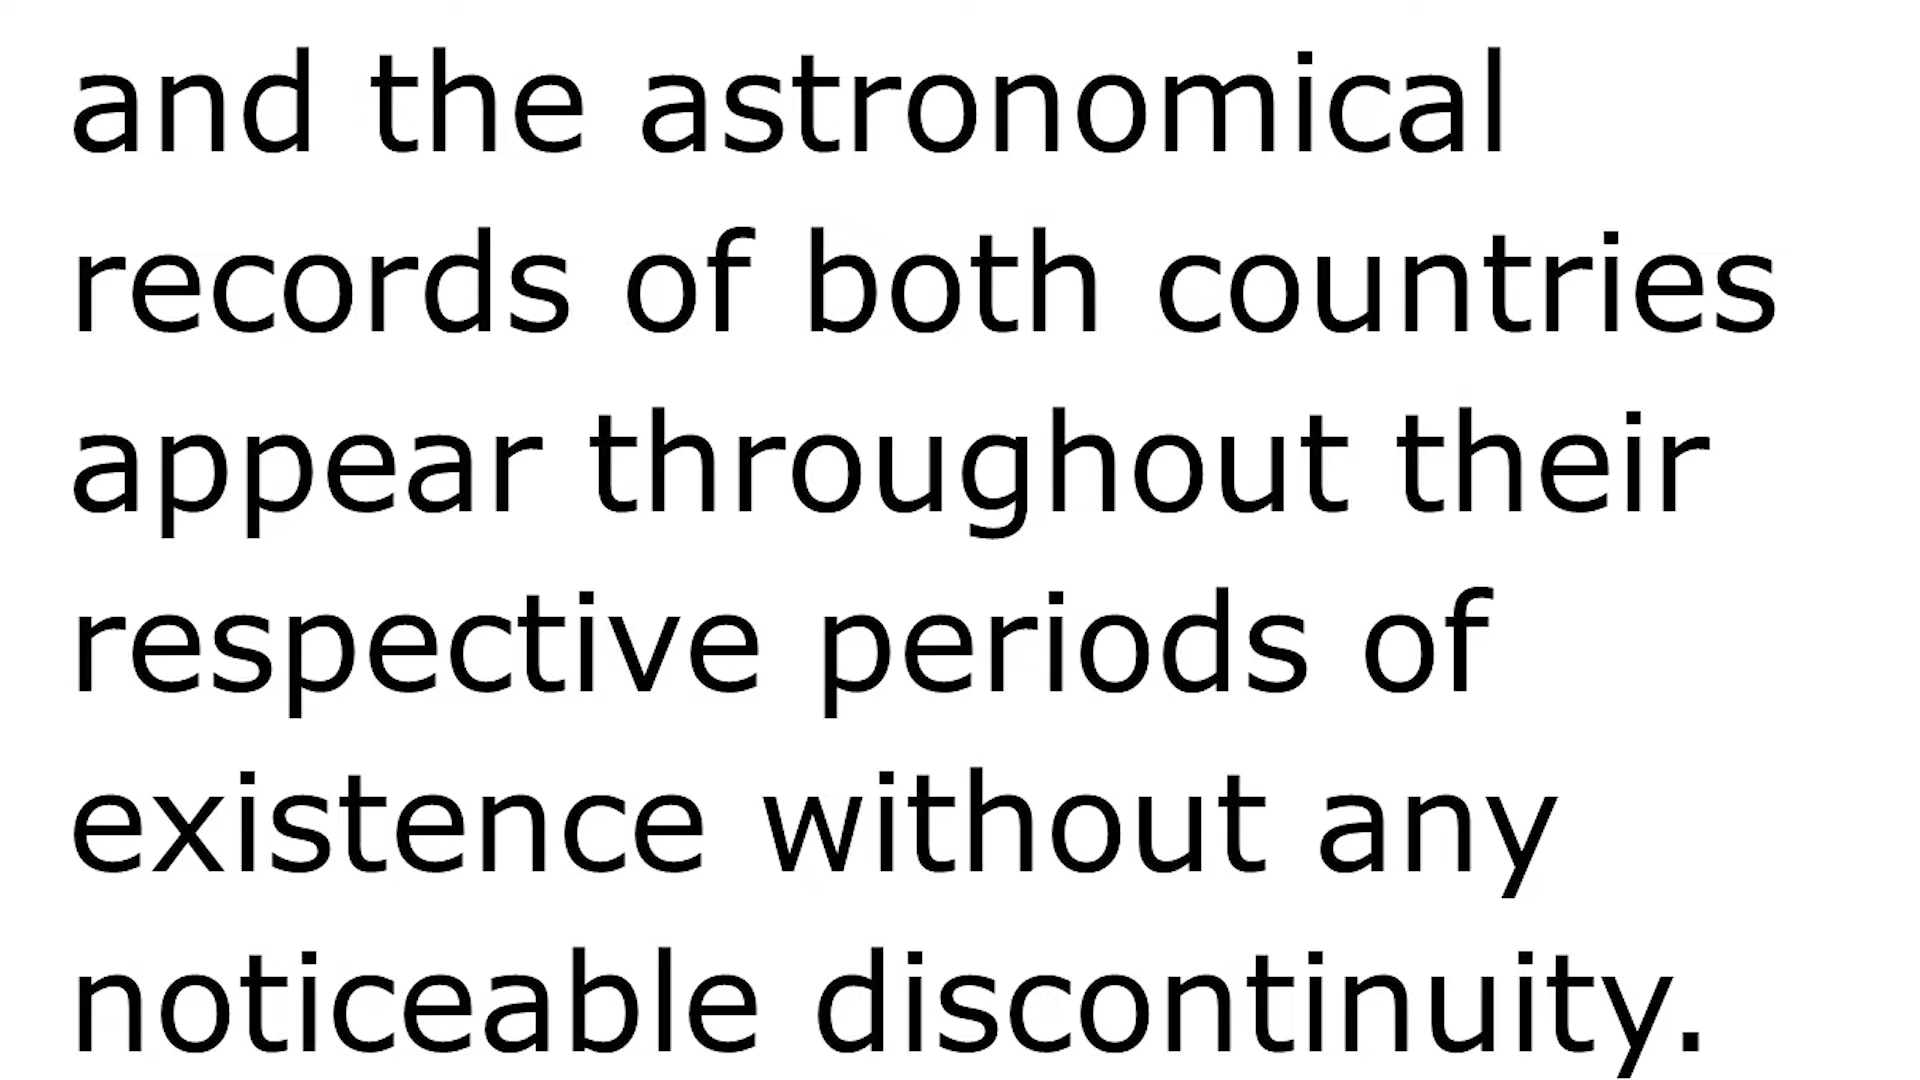 and the astronomical
records of both countries
appear throughout their
respective periods of
existence without any
noticeable discontinuity.